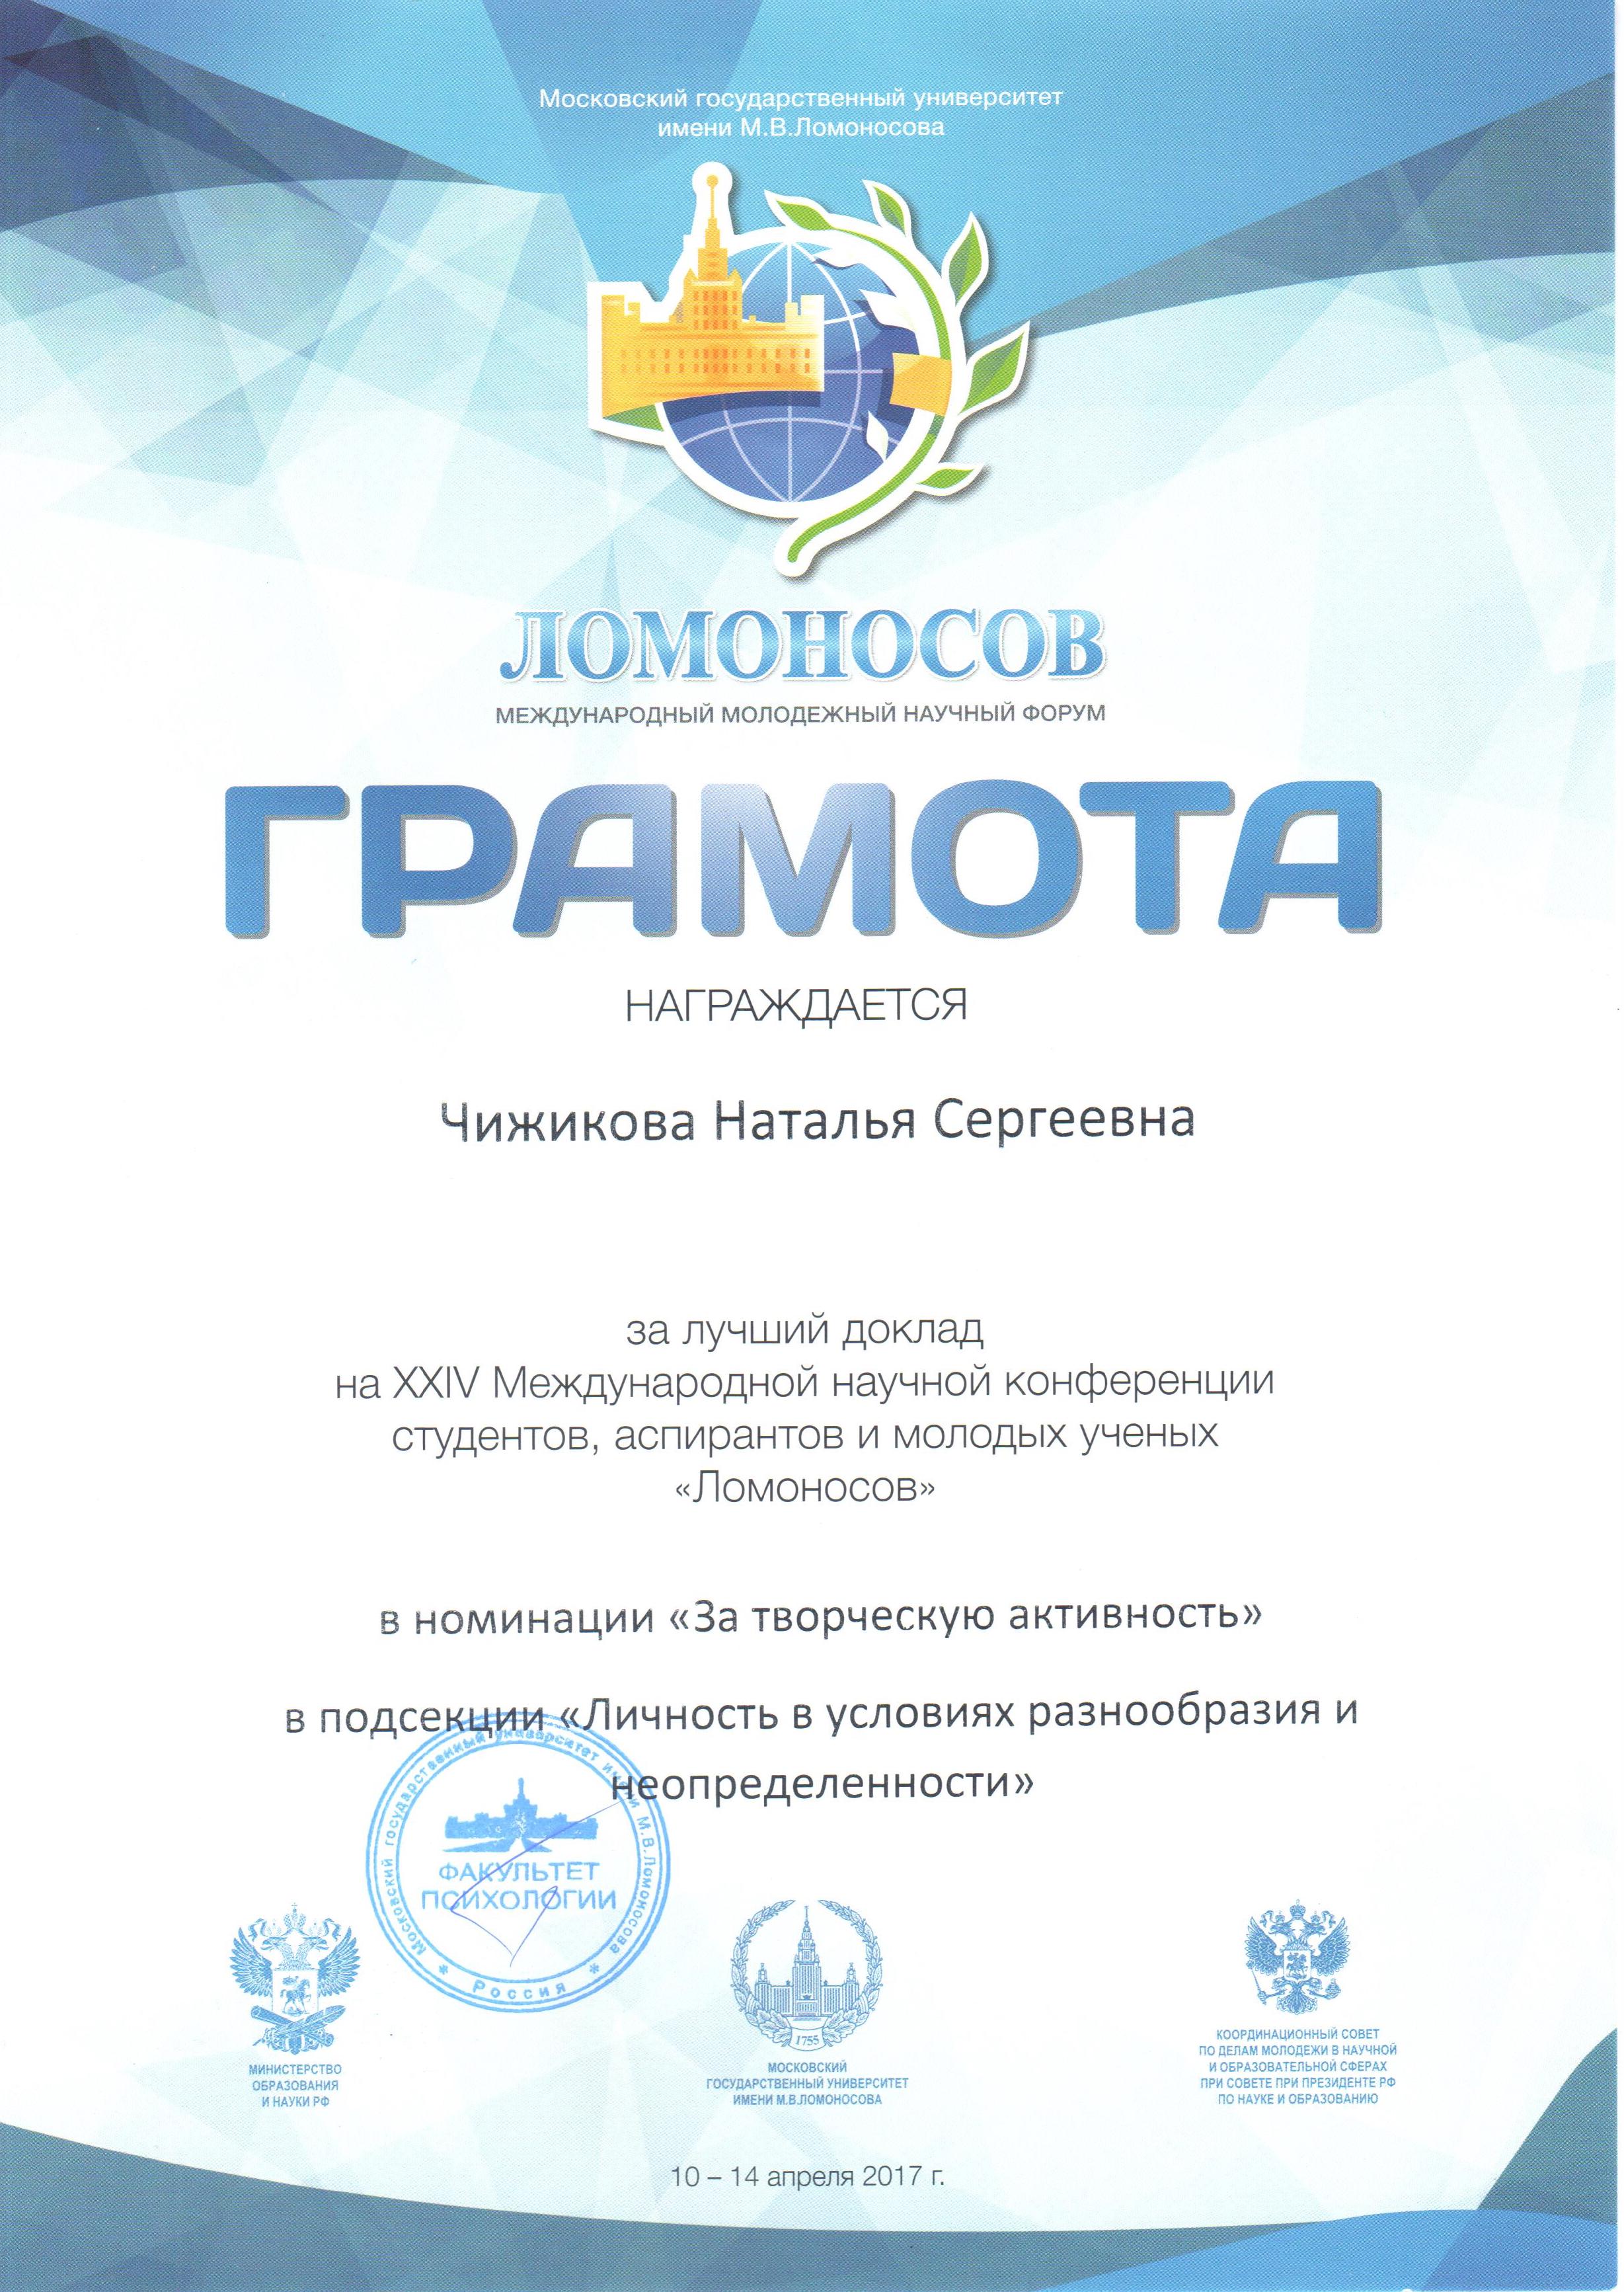 Московский государственный университет
имени М.В.Ломоносова
ЛОМОНОСОВ
МЕЖДУНАРОДНЫЙ МОЛОДЕЖНЫЙ НАУЧНЫЙ ФОРУМ
ГРАМОТА
НАГРАЖДАЕТСЯ
Чижикова Наталья Сергеевна
за лучший доклад
на XXIV Международной научной конференции
студентов, аспирантов и молодых ученых
«Ломоносов»
в номинации «За творческую активность»
в подсекции «Личность в условиях разнообразия и
неопределенности»
Московский государственный университет имени М.В.Ломоносова
ФАКУЛЬТЕТ
ПСИХОЛОГИИ
* Россия *
1755
МИНИСТЕРСТВО
ОБРАЗОВАНИЯ
И НАУКИ РФ
МОСКОВСКИЙ
ГОСУДАРСТВЕННЫЙ УНИВЕРСИТЕТ
ИМЕНИ М.В.ЛОМОНОСОВА
КООРДИНАЦИОННЫЙ СОВЕТ
ПО ДЕЛАМ МОЛОДЕЖИ В НАУЧНОЙ
И ОБРАЗОВАТЕЛЬНОЙ СФЕРАХ
ПРИ СОВЕТЕ ПРИ ПРЕЗИДЕНТЕ РФ
ПО НАУКЕ И ОБРАЗОВАНИЮ
10 – 14 апреля 2017 г.